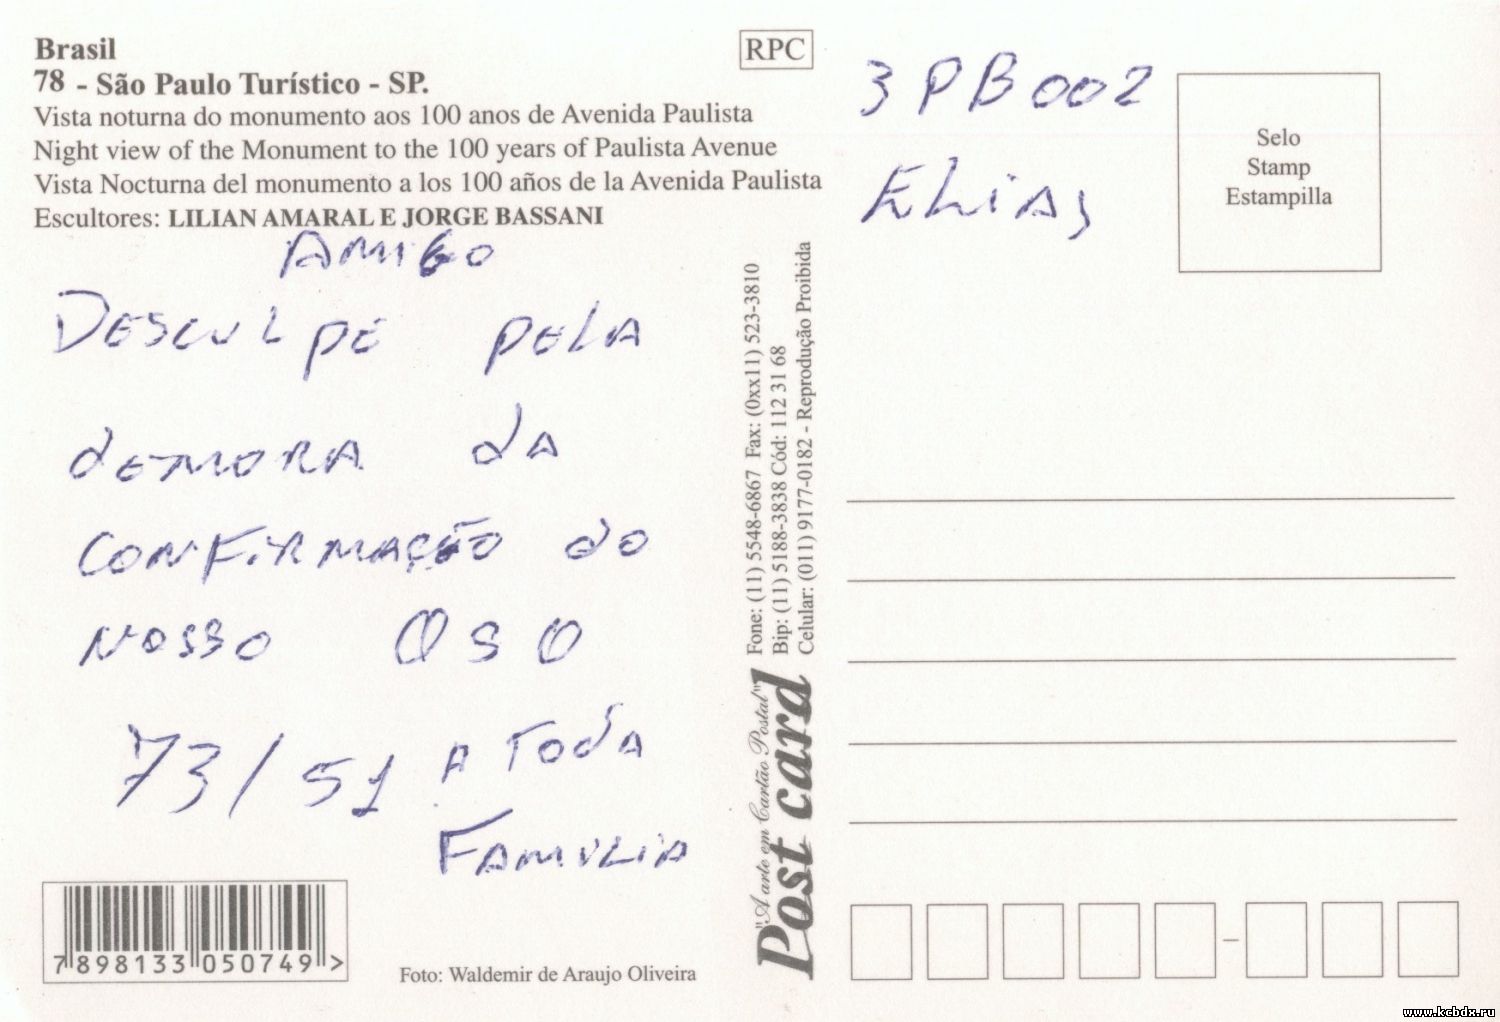 Brasil
78 - São Paulo Turístico - SP.
Vista noturna do monumento aos 100 anos de Avenida Paulista
Night view of the Monument to the 100 years of Paulista Avenue
Vista Nocturna del monumento a los 100 años de la Avenida Paulista
Escultores: LILIAN AMARAL E JORGE BASSANI
AMIGO
DESCULPE PELA
DEMORA DA
CONFIRMAÇÃO DO
NOSSO QSO
73/51 A TODA
FAMILIA
7 898133 050749 >
Foto: Waldemir de Araujo Oliveira
RPC
Fone: (11) 5548-6867 Fax: (0xx11) 523-3810
Bip: (11) 5188-3838 Cód: 112 31 68
Celular: (011) 9177-0182 - Reprodução Proibida
"A arte em Cartão Postal"
Post card
3PB002
ELIAS
Selo
Stamp
Estampilla
www.kcbdx.ru